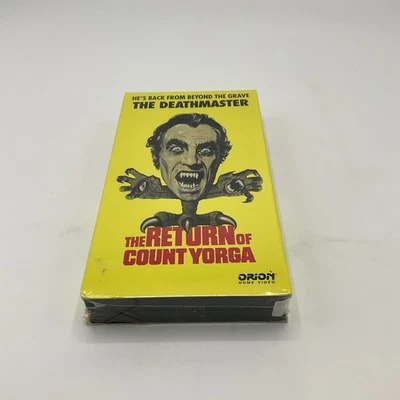 HE'S BACK FROM BEYOND THE GRAVE
THE DEATHMASTER
THE RETURN OF
COUNT YORGA
ORION
HOME VIDEO